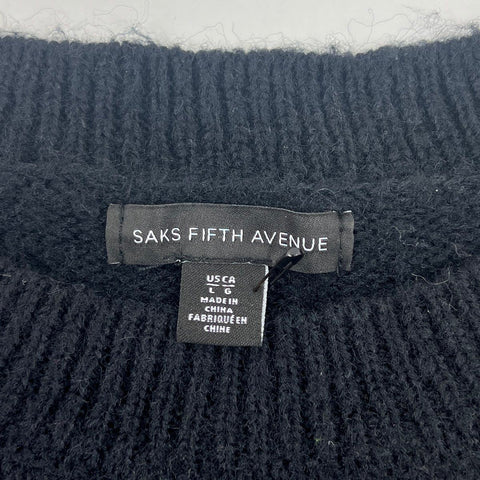 SAKS FIFTH AVENUE
US CA
L G
MADE IN
CHINA
FABRIQUÉ EN
CHINE